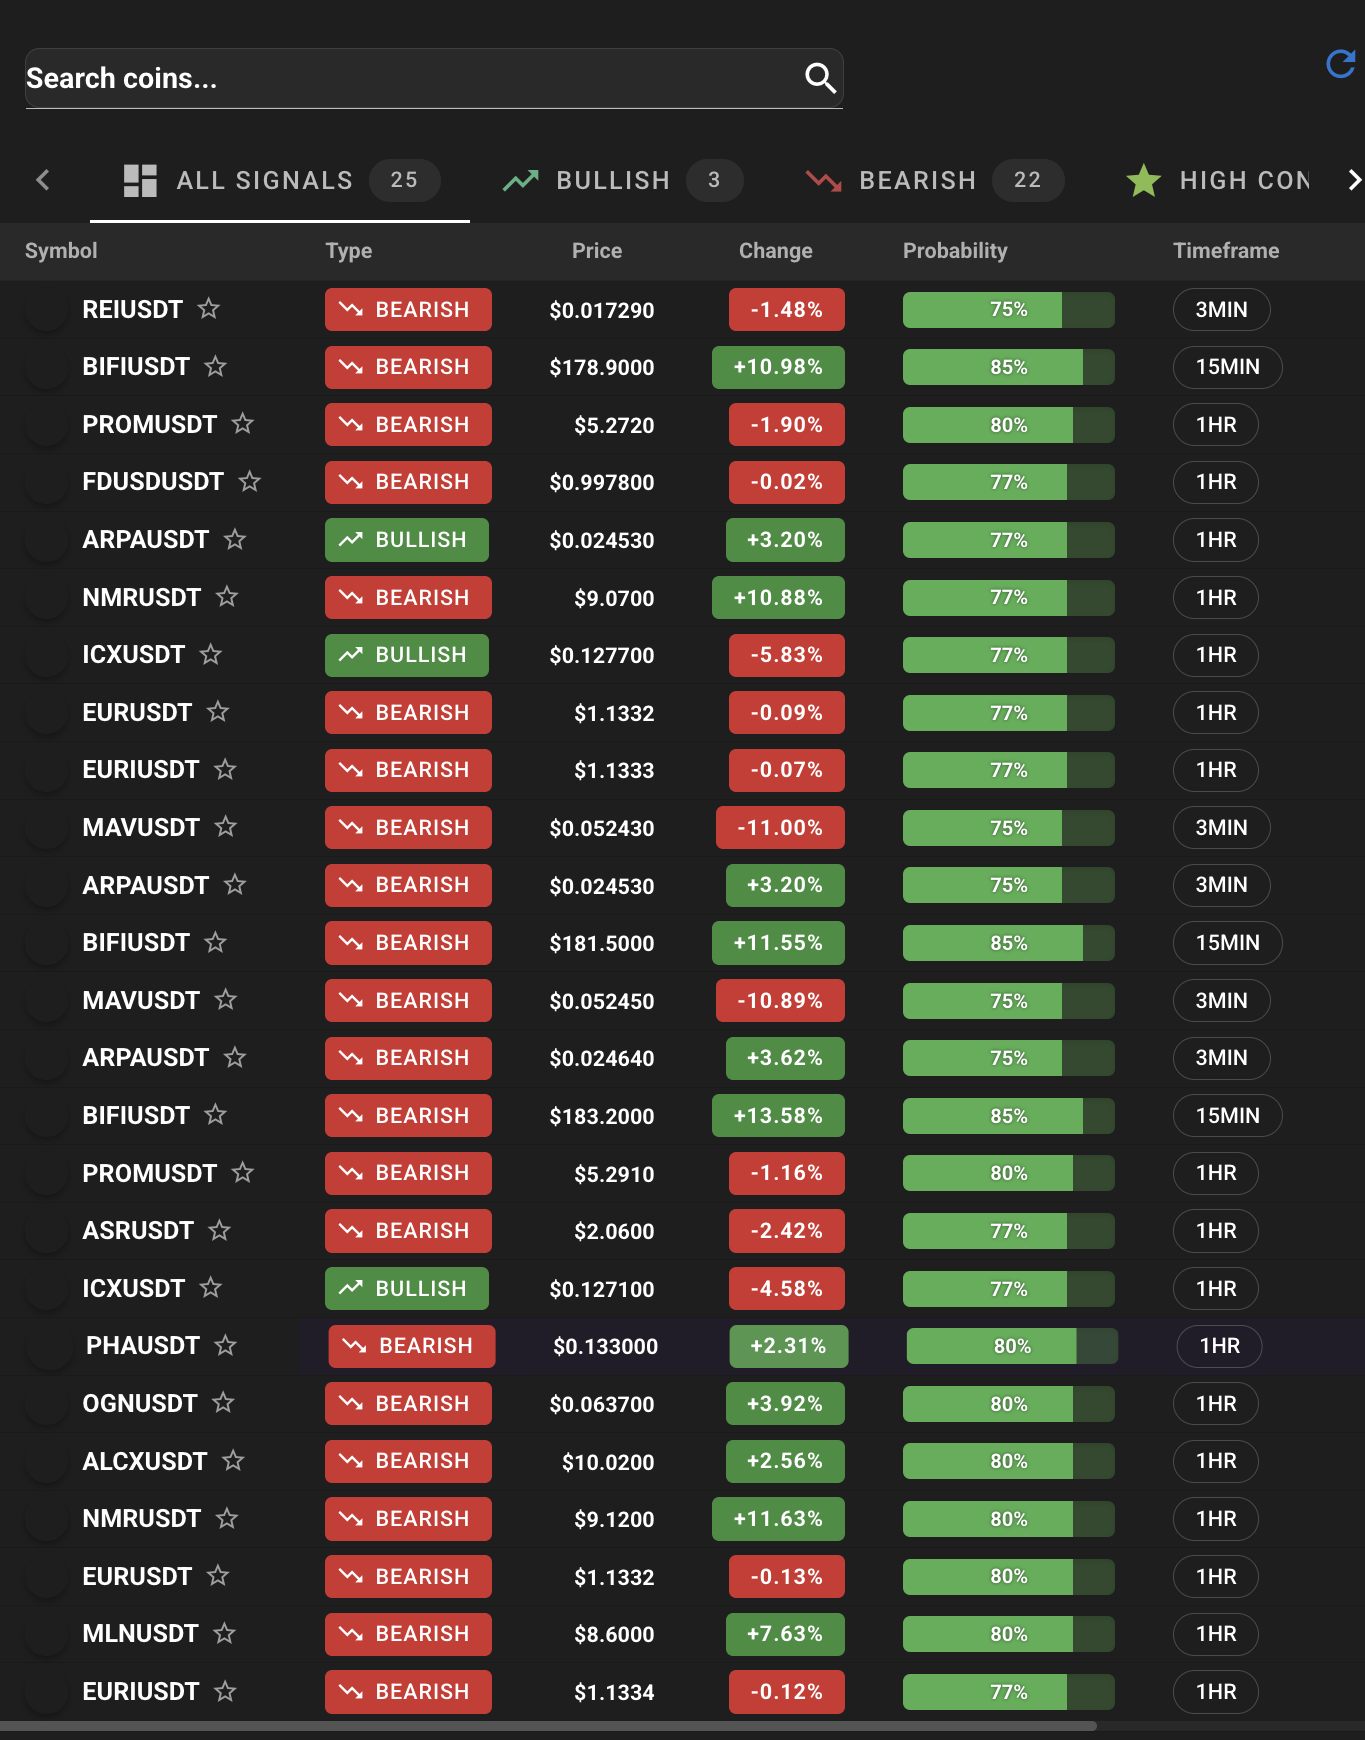 Search coins...
ALL SIGNALS 25 BULLISH 3 BEARISH 22 HIGH CON
Symbol Type Price Change Probability Timeframe
REIUSDT BEARISH $0.017290 -1.48% 75% 3MIN
BIFIUSDT BEARISH $178.9000 +10.98% 85% 15MIN
PROMUSDT BEARISH $5.2720 -1.90% 80% 1HR
FDUSDUSDT BEARISH $0.997800 -0.02% 77% 1HR
ARPAUSDT BULLISH $0.024530 +3.20% 77% 1HR
NMRUSDT BEARISH $9.0700 +10.88% 77% 1HR
ICXUSDT BULLISH $0.127700 -5.83% 77% 1HR
EURUSDT BEARISH $1.1332 -0.09% 77% 1HR
EURIUSDT BEARISH $1.1333 -0.07% 77% 1HR
MAVUSDT BEARISH $0.052430 -11.00% 75% 3MIN
ARPAUSDT BEARISH $0.024530 +3.20% 75% 3MIN
BIFIUSDT BEARISH $181.5000 +11.55% 85% 15MIN
MAVUSDT BEARISH $0.052450 -10.89% 75% 3MIN
ARPAUSDT BEARISH $0.024640 +3.62% 75% 3MIN
BIFIUSDT BEARISH $183.2000 +13.58% 85% 15MIN
PROMUSDT BEARISH $5.2910 -1.16% 80% 1HR
ASRUSDT BEARISH $2.0600 -2.42% 77% 1HR
ICXUSDT BULLISH $0.127100 -4.58% 77% 1HR
PHAUSDT BEARISH $0.133000 +2.31% 80% 1HR
OGNUSDT BEARISH $0.063700 +3.92% 80% 1HR
ALCXUSDT BEARISH $10.0200 +2.56% 80% 1HR
NMRUSDT BEARISH $9.1200 +11.63% 80% 1HR
EURUSDT BEARISH $1.1332 -0.13% 80% 1HR
MLNUSDT BEARISH $8.6000 +7.63% 80% 1HR
EURIUSDT BEARISH $1.1334 -0.12% 77% 1HR